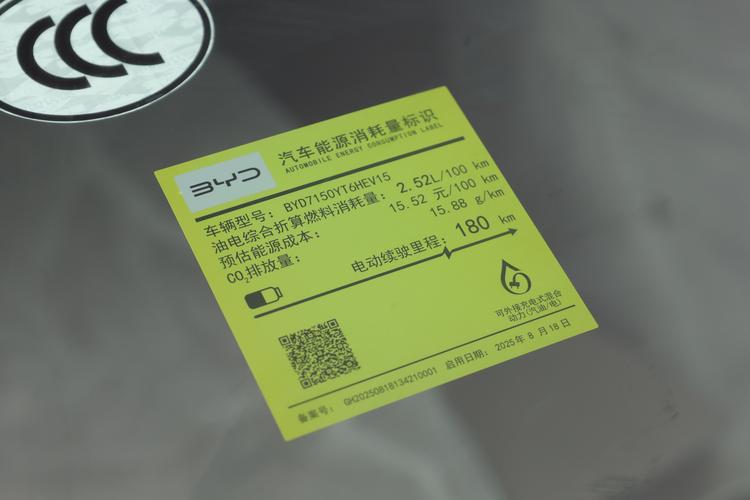 CCC
BYD
汽车能源消耗量标识
AUTOMOBILE ENERGY CONSUMPTION LABEL
车辆型号: BYD7150YT6HEV15
油电综合折算燃料消耗量: 2.52L/100 km
预估能源成本: 15.52 元/100 km
CO₂排放量: 15.88 g/km
电动续驶里程: 180 km
可外接充电式混合
动力(汽油/电)
备案号: GH20250818134210001 启用日期: 2025年 8 月18 日